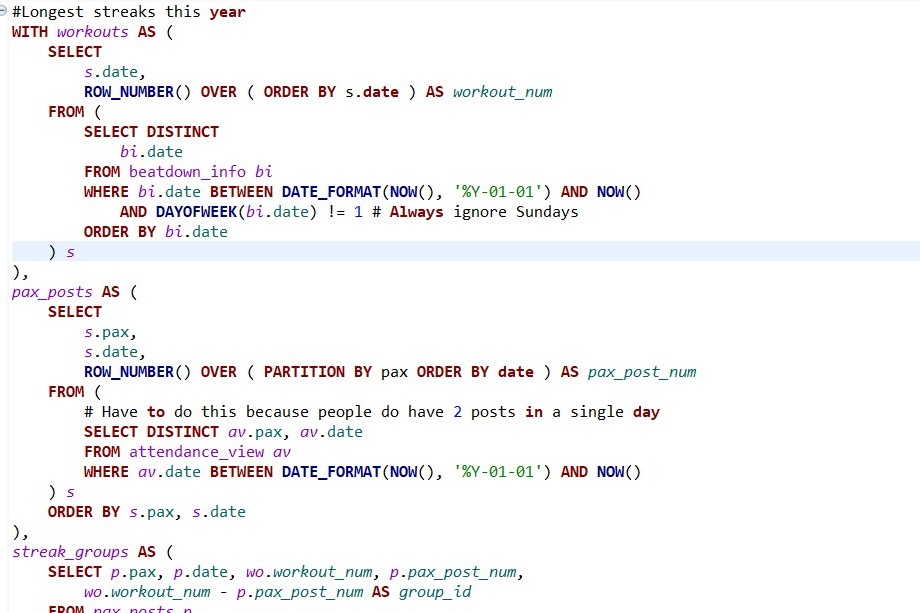 #Longest streaks this year
WITH workouts AS (
SELECT
s.date,
ROW_NUMBER() OVER ( ORDER BY s.date ) AS workout_num
FROM (
SELECT DISTINCT
bi.date
FROM beatdown_info bi
WHERE bi.date BETWEEN DATE_FORMAT(NOW(), '%Y-01-01') AND NOW()
AND DAYOFWEEK(bi.date) != 1 # Always ignore Sundays
ORDER BY bi.date
) s
),
pax_posts AS (
SELECT
s.pax,
s.date,
ROW_NUMBER() OVER ( PARTITION BY pax ORDER BY date ) AS pax_post_num
FROM (
# Have to do this because people do have 2 posts in a single day
SELECT DISTINCT av.pax, av.date
FROM attendance_view av
WHERE av.date BETWEEN DATE_FORMAT(NOW(), '%Y-01-01') AND NOW()
) s
ORDER BY s.pax, s.date
),
streak_groups AS (
SELECT p.pax, p.date, wo.workout_num, p.pax_post_num,
wo.workout_num - p.pax_post_num AS group_id
FROM pax_posts p